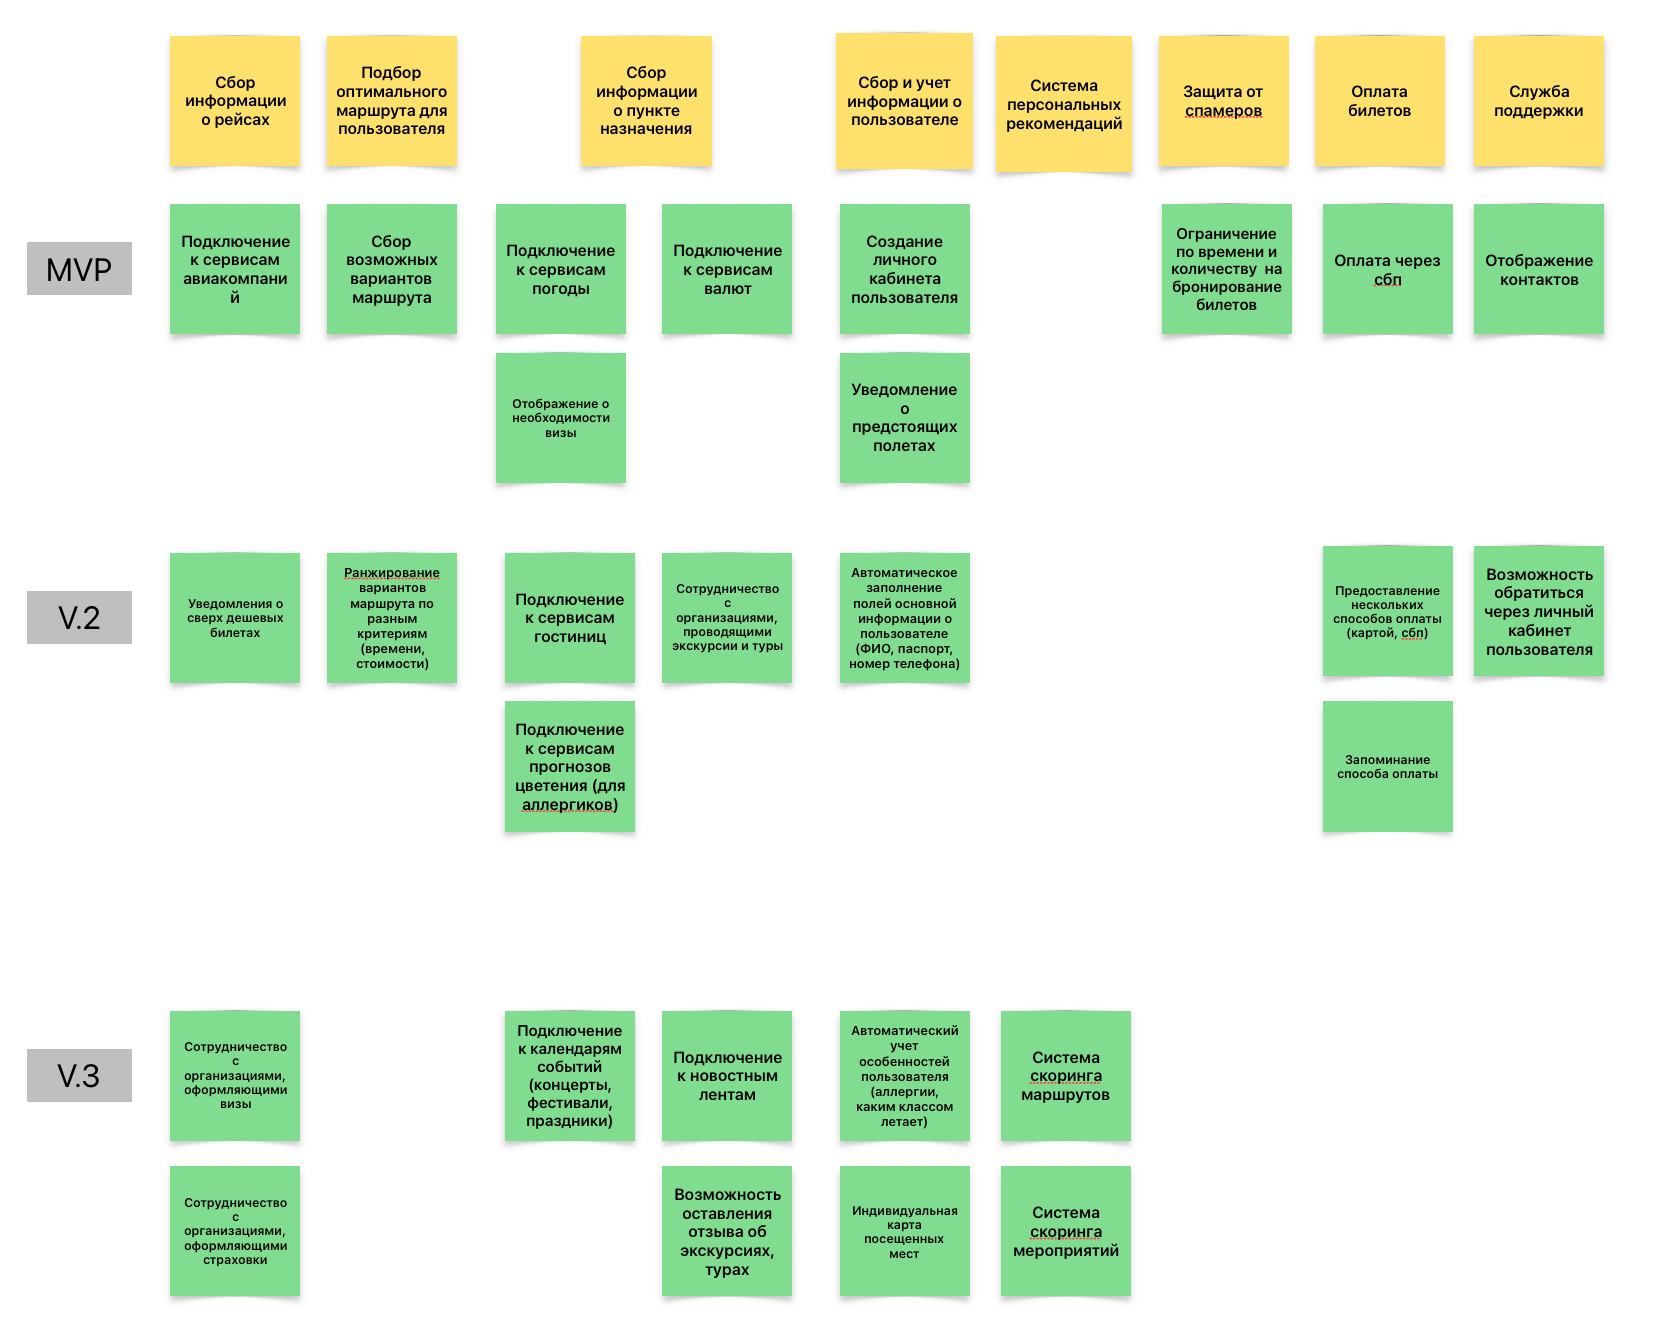 Сбор
информации
о рейсах
Подбор
оптимального
маршрута для
пользователя
Сбор
информации
о пункте
назначения
Сбор и учет
информации о
пользователе
Система
персональных
рекомендаций
Защита от
спамеров
Оплата
билетов
Служба
поддержки
MVP
Подключение
к сервисам
авиакомпани
й
Сбор
возможных
вариантов
маршрута
Подключение
к сервисам
погоды
Подключение
к сервисам
валют
Создание
личного
кабинета
пользователя
Ограничение
по времени и
количеству на
бронирование
билетов
Оплата через
сбп
Отображение
контактов
Отображение о
необходимости
визы
Уведомление
о
предстоящих
полетах
V.2
Уведомления о
сверх дешевых
билетах
Ранжирование
вариантов
маршрута по
разным
критериям
(времени,
стоимости)
Подключение
к сервисам
гостиниц
Сотрудничество
с
организациями,
проводящими
экскурсии и туры
Автоматическое
заполнение
полей основной
информации о
пользователе
(ФИО, паспорт,
номер телефона)
Предоставление
нескольких
способов оплаты
(картой, сбп)
Возможность
обратиться
через личный
кабинет
пользователя
Подключение
к сервисам
прогнозов
цветения (для
аллергиков)
Запоминание
способа оплаты
V.3
Сотрудничество
с
организациями,
оформляющими
визы
Подключение
к календарям
событий
(концерты,
фестивали,
праздники)
Подключение
к новостным
лентам
Автоматический
учет
особенностей
пользователя
(аллергии,
каким классом
летает)
Система
скоринга
маршрутов
Сотрудничество
с
организациями,
оформляющими
страховки
Возможность
оставления
отзыва об
экскурсиях,
турах
Индивидуальная
карта
посещенных
мест
Система
скоринга
мероприятий